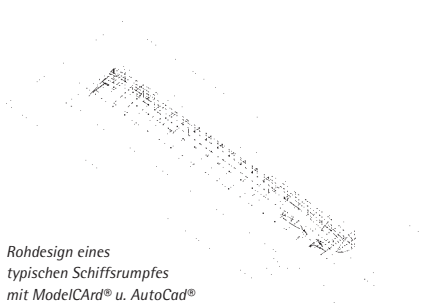 Rohdesign eines
typischen Schiffsrumpfes
mit ModelCArd® u. AutoCad®